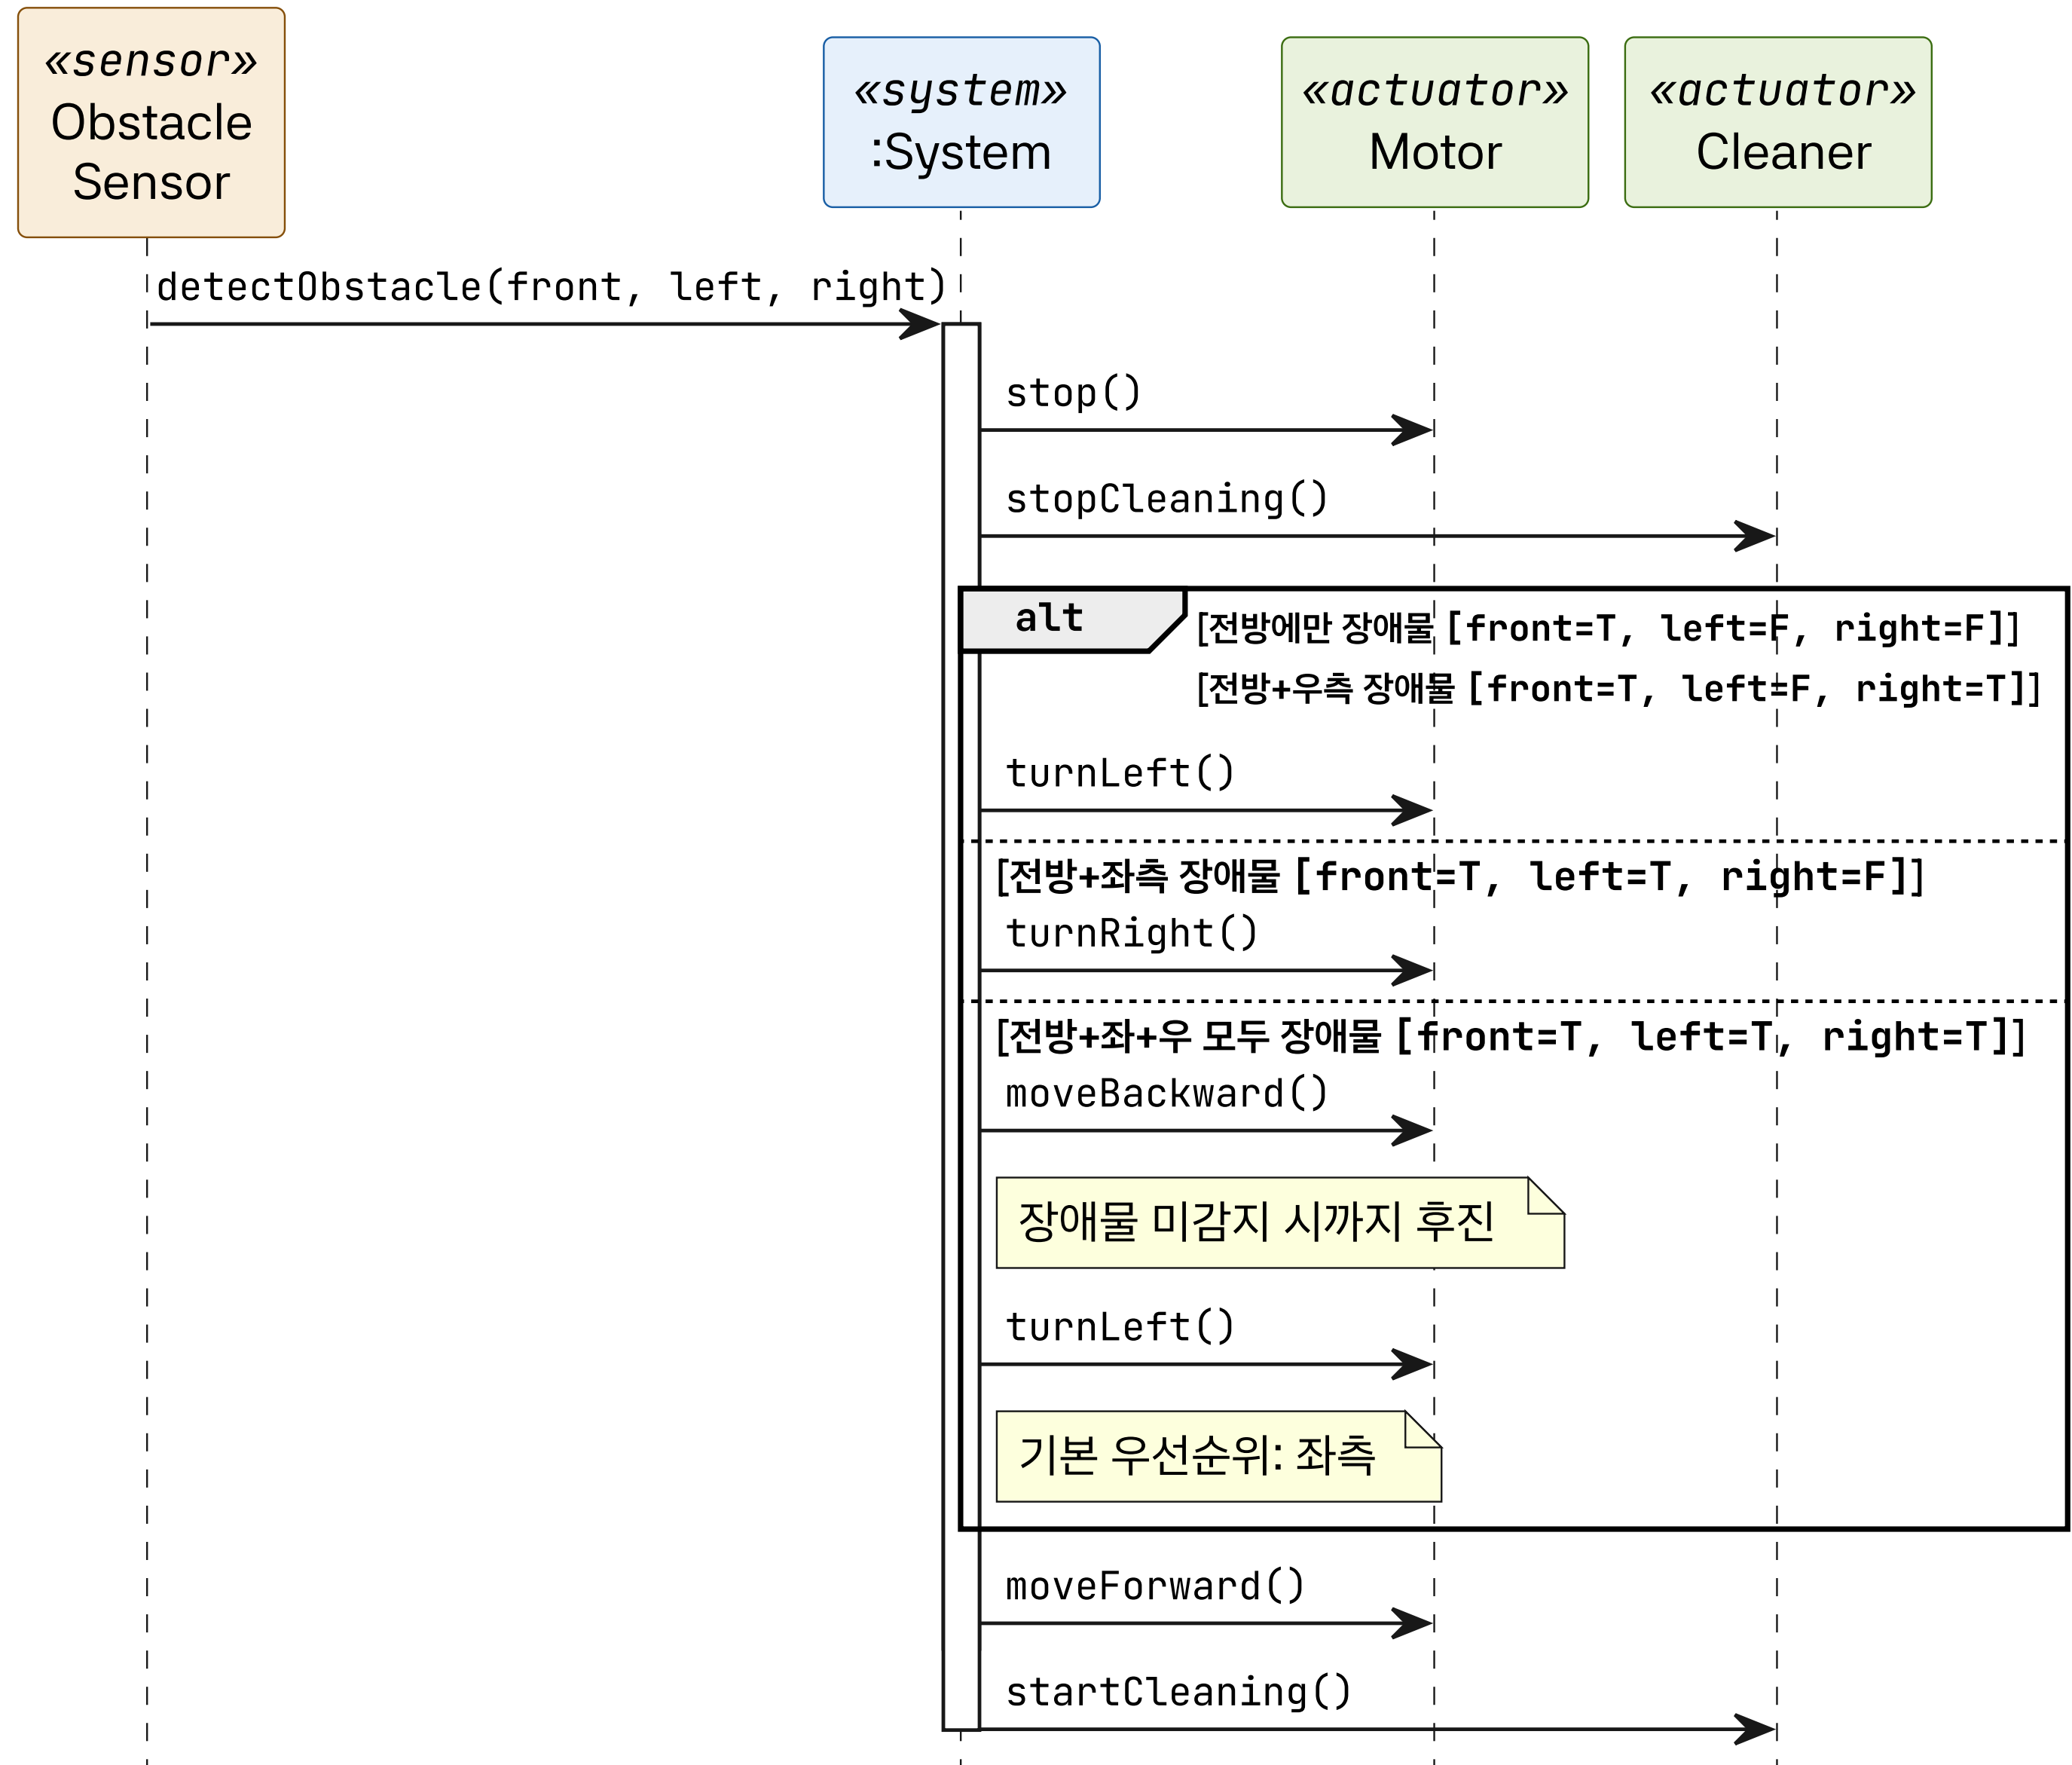 «sensor»
Obstacle
Sensor
«system»
:System
«actuator»
Motor
«actuator»
Cleaner
detectObstacle(front, left, right)
stop()
stopCleaning()
alt
[전방에만 장애물 [front=T, left=F, right=F]]
[전방+우측 장애물 [front=T, left=F, right=T]]
turnLeft()
[전방+좌측 장애물 [front=T, left=T, right=F]]
turnRight()
[전방+좌+우 모두 장애물 [front=T, left=T, right=T]]
moveBackward()
장애물 미감지 시까지 후진
turnLeft()
기본 우선순위: 좌측
moveForward()
startCleaning()